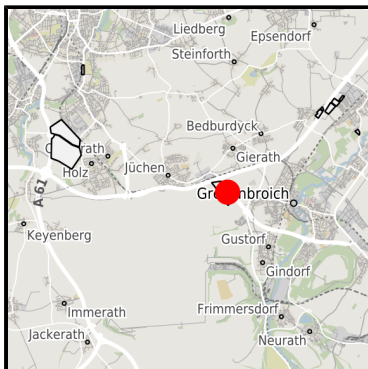 Liedberg
Epsendorf
Steinforth
Bedburdyck
Gierath
Jüchen
Holz
A 61
Keyenberg
Gustorf
Gindorf
Immerath
Frimmersdorf
Jackerath
Neurath